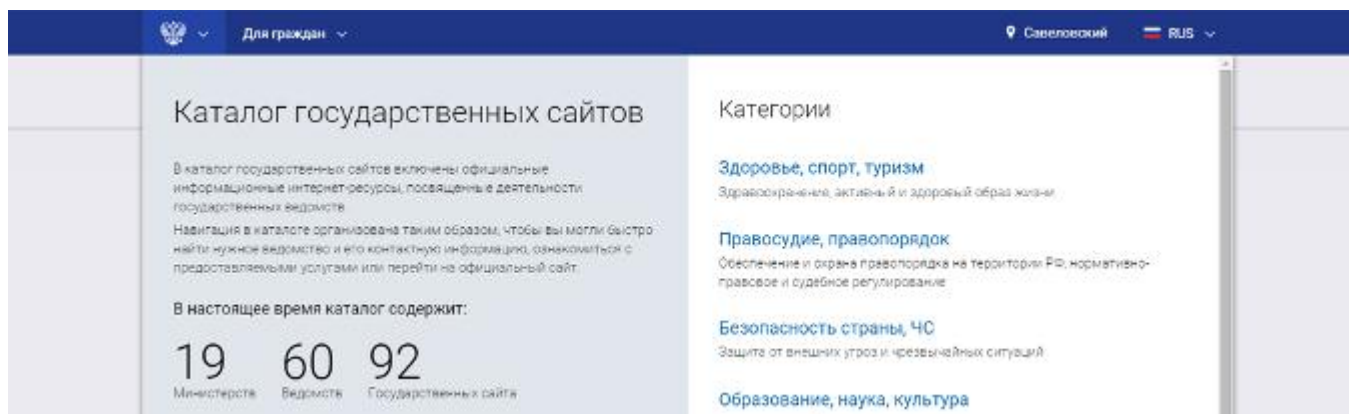 Для граждан
Савеловский
RUS
Каталог государственных сайтов
В каталог государственных сайтов включены официальные
информационные интернет-ресурсы, посвященные деятельности
государственных ведомств
Навигация в каталоге организована таким образом, чтобы вы могли быстро
найти нужное ведомство и его контактную информацию, ознакомиться с
предоставляемыми услугами или перейти на официальный сайт.
В настоящее время каталог содержит:
19 60 92
Министерств Ведомств Государственных сайта
Категории
Здоровье, спорт, туризм
Здравоохранение, активный и здоровый образ жизни
Правосудие, правопорядок
Обеспечение и охрана правопорядка на территории РФ, нормативно-
правовое и судебное регулирование
Безопасность страны, ЧС
Защита от внешних угроз и чрезвычайных ситуаций
Образование, наука, культура